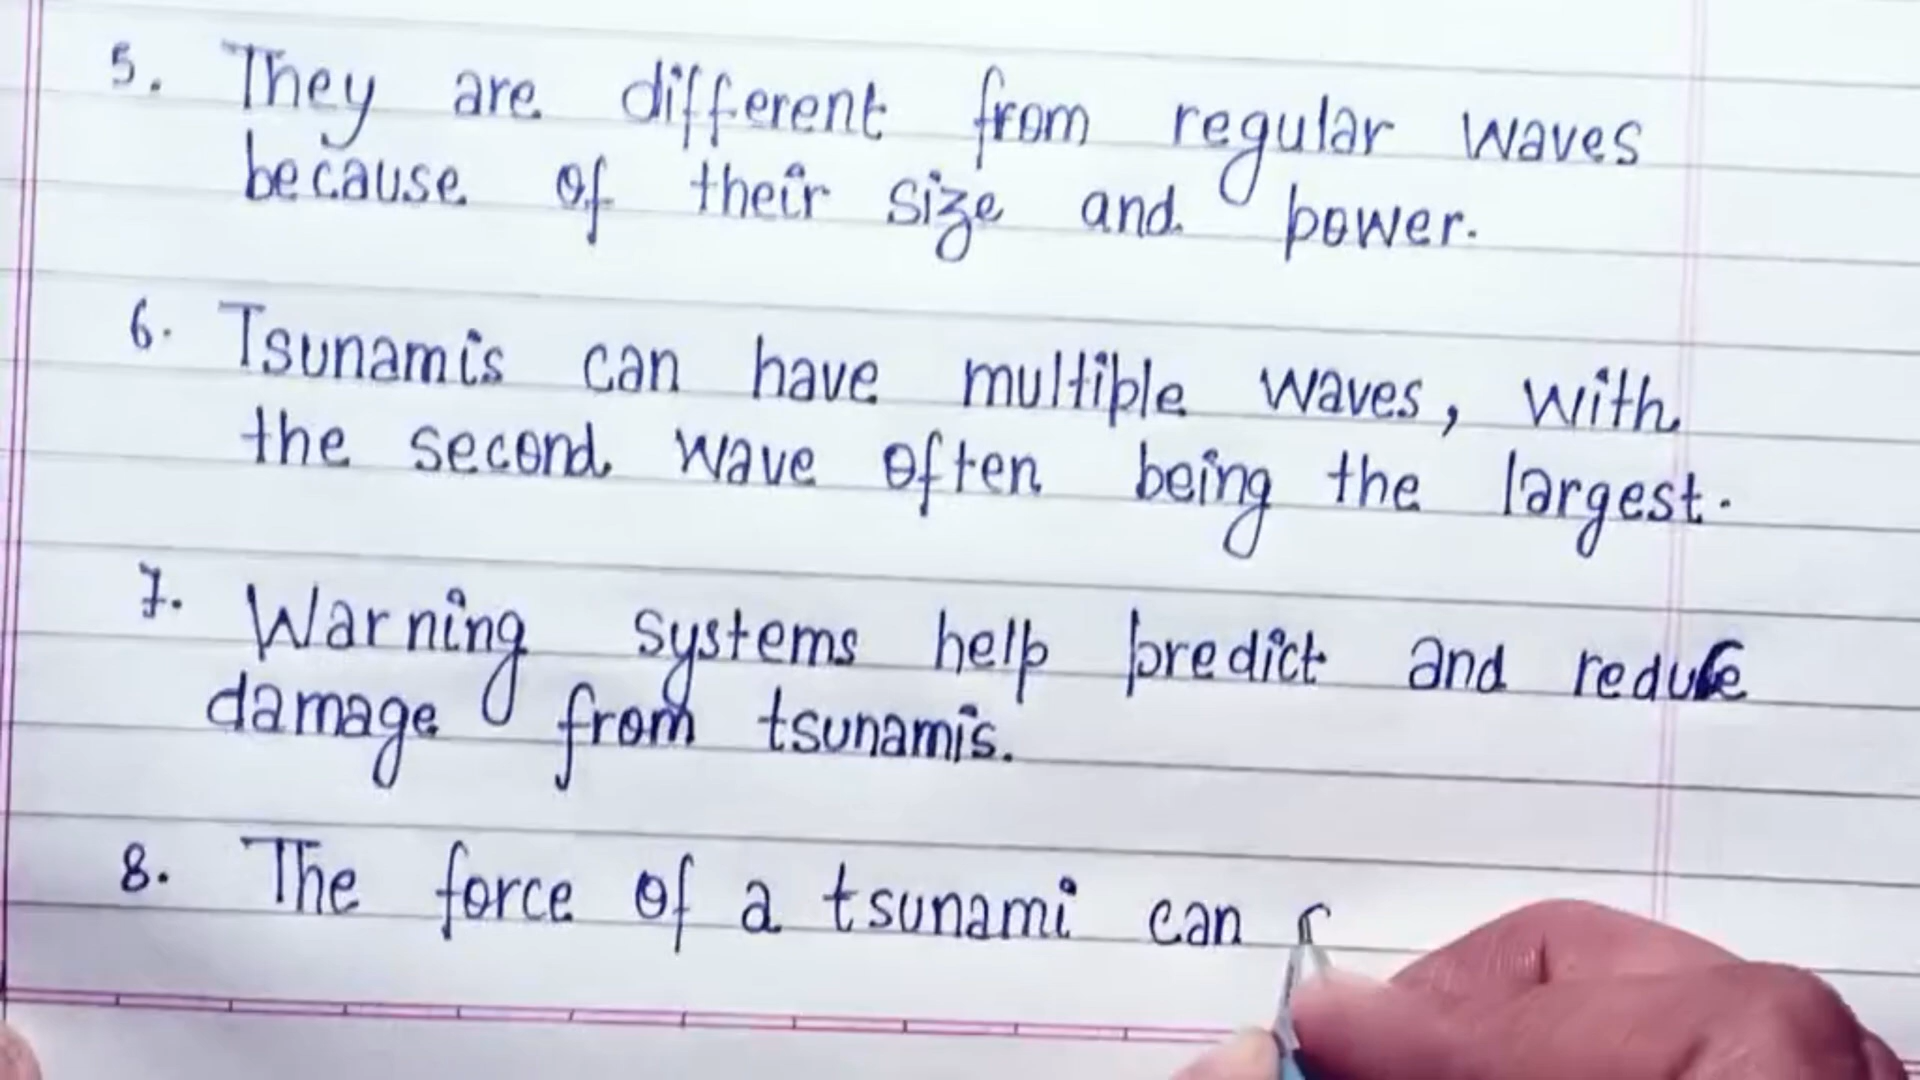 5. They are different from regular waves
because of their size and power.
6. Tsunamis can have multiple waves, with
the second wave often being the largest.
7. Warning systems help predict and reduce
damage from tsunamis.
8. The force of a tsunami can